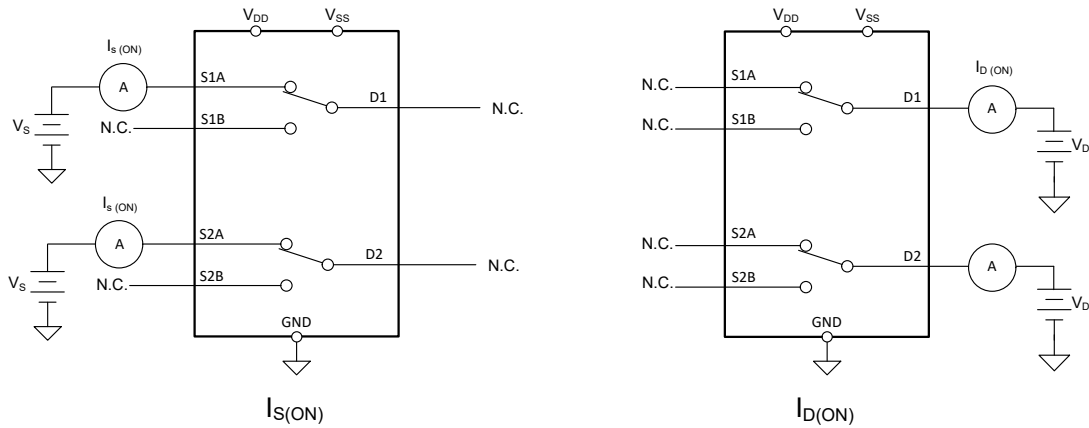 VDD VSS
Is (ON)
A
S1A
D1
N.C.
VS
N.C.
S1B
Is (ON)
A
S2A
D2
N.C.
VS
N.C.
S2B
GND
IS(ON)
VDD VSS
N.C.
S1A
D1
ID (ON)
A
N.C.
S1B
VD
N.C.
S2A
D2
A
N.C.
S2B
VD
GND
ID(ON)